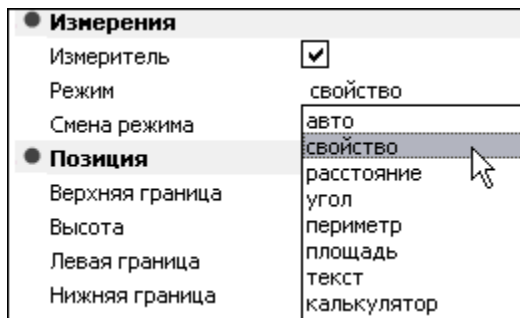 Измерения
Измеритель
Режим свойство
Смена режима авто
свойство
Позиция расстояние
Верхняя граница угол
Высота периметр
Левая граница площадь
текст
Нижняя граница калькулятор